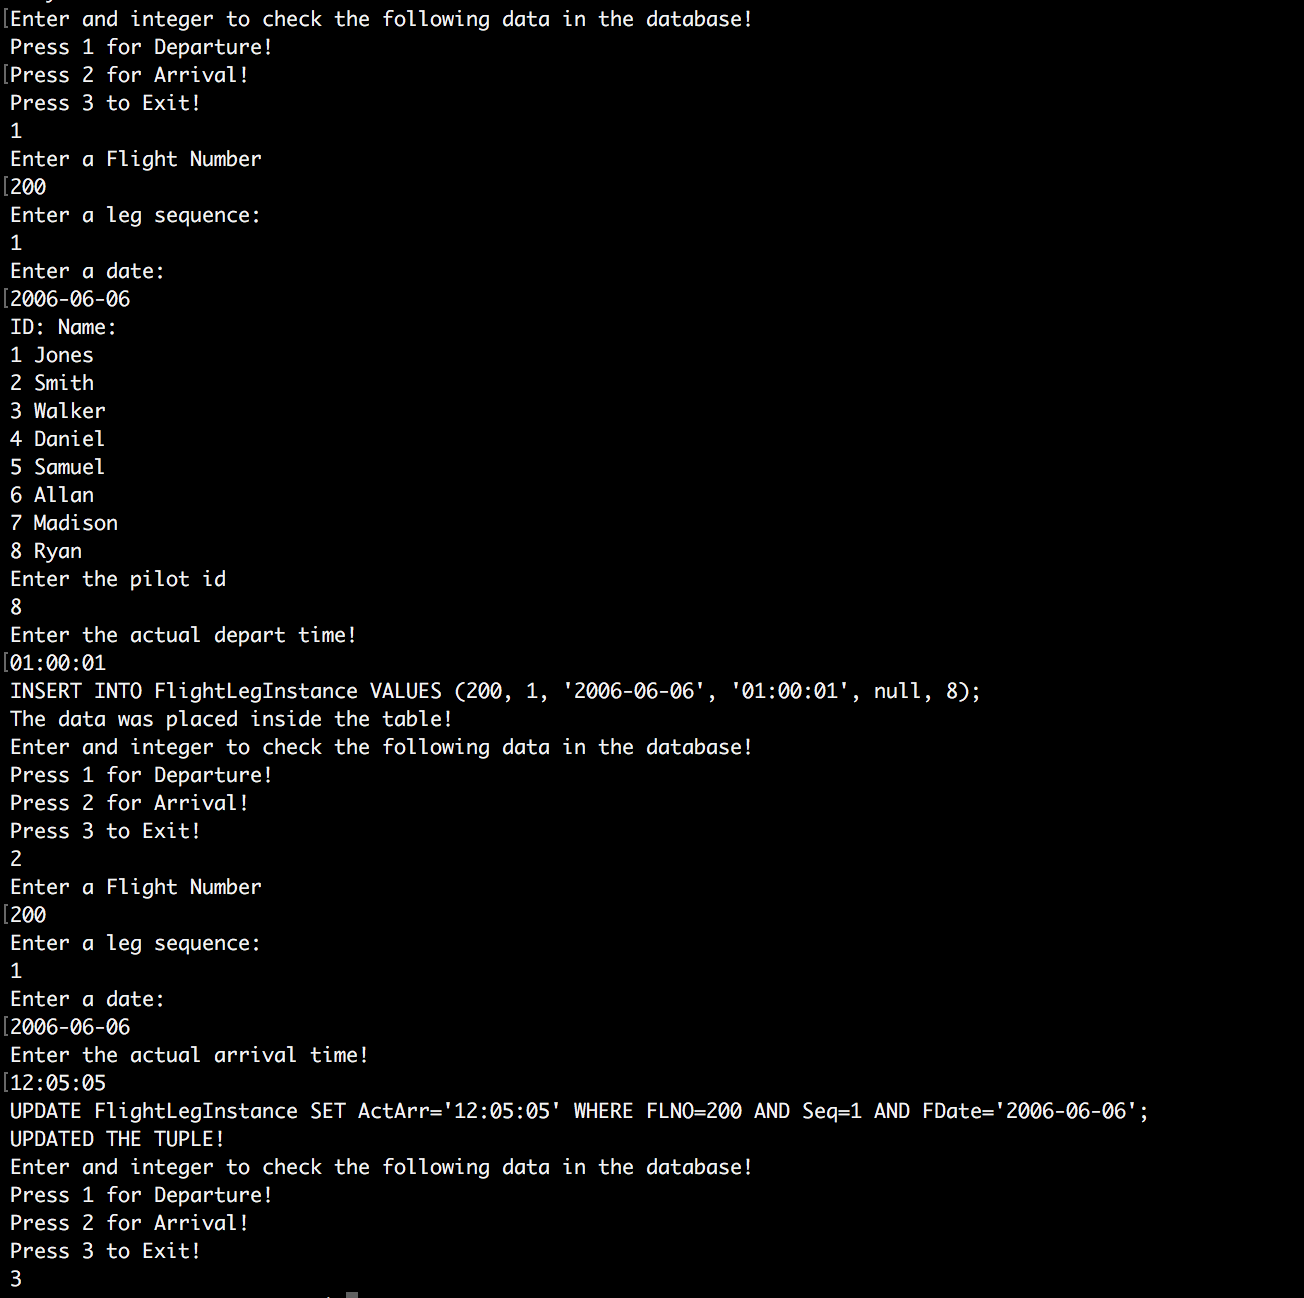 [Enter and integer to check the following data in the database!
Press 1 for Departure!
[Press 2 for Arrival!
Press 3 to Exit!
1
Enter a Flight Number
[200
Enter a leg sequence:
1
Enter a date:
[2006-06-06
ID: Name:
1 Jones
2 Smith
3 Walker
4 Daniel
5 Samuel
6 Allan
7 Madison
8 Ryan
Enter the pilot id
8
Enter the actual depart time!
[01:00:01
INSERT INTO FlightLegInstance VALUES (200, 1, '2006-06-06', '01:00:01', null, 8);
The data was placed inside the table!
Enter and integer to check the following data in the database!
Press 1 for Departure!
Press 2 for Arrival!
Press 3 to Exit!
2
Enter a Flight Number
[200
Enter a leg sequence:
1
Enter a date:
[2006-06-06
Enter the actual arrival time!
[12:05:05
UPDATE FlightLegInstance SET ActArr='12:05:05' WHERE FLNO=200 AND Seq=1 AND FDate='2006-06-06';
UPDATED THE TUPLE!
Enter and integer to check the following data in the database!
Press 1 for Departure!
Press 2 for Arrival!
Press 3 to Exit!
3